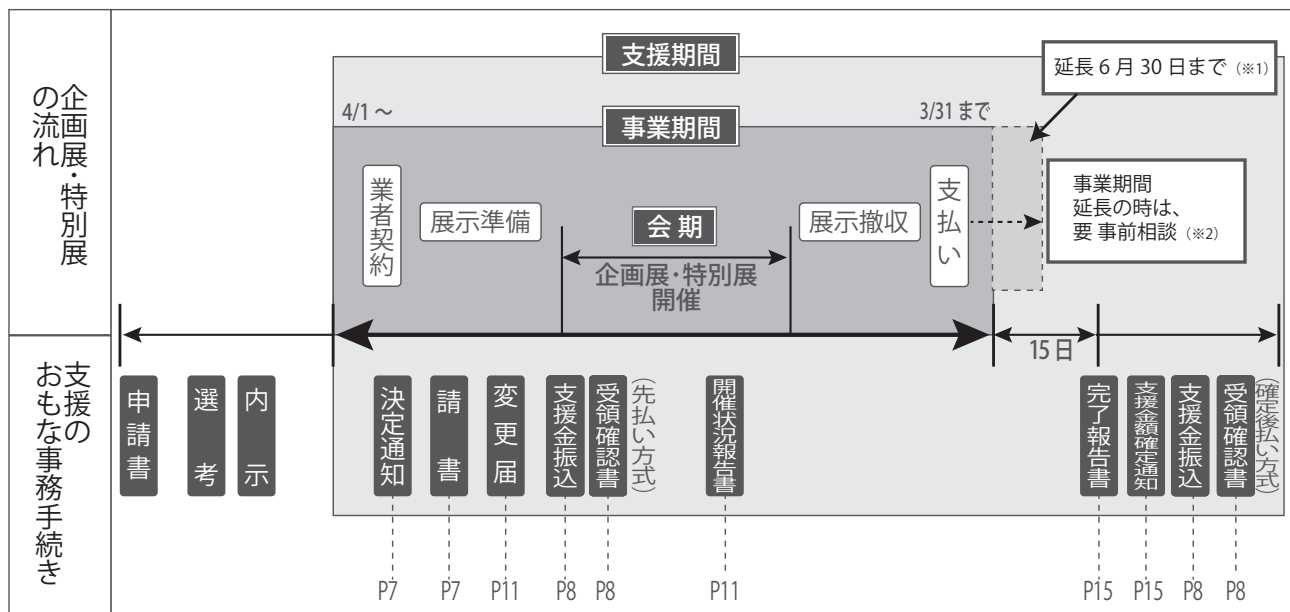 企画展・特別展
の流れ
支援期間
延長6月30日まで (※1)
4/1～
事業期間
3/31まで
業者契約
展示準備
会期
企画展・特別展
開催
展示撤収
支払い
事業期間
延長の時は、
要 事前相談 (※2)
15日
支援の
おもな事務手続き
申請書
選考
内示
決定通知
請書
変更届
支援金振込
受領確認書
(先払い方式)
開催状況報告書
完了報告書
支援金額確定通知
支援金振込
受領確認書
(確定後払い方式)
P7
P7
P11
P8
P8
P11
P15
P15
P8
P8